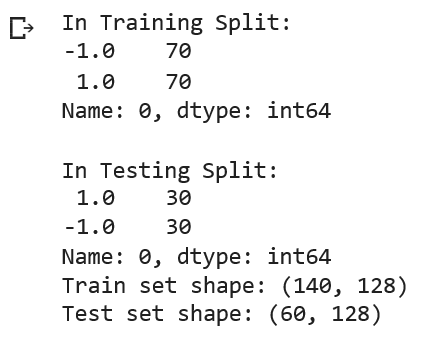 In Training Split:
-1.0    70
 1.0    70
Name: 0, dtype: int64

In Testing Split:
 1.0    30
-1.0    30
Name: 0, dtype: int64
Train set shape: (140, 128)
Test set shape: (60, 128)